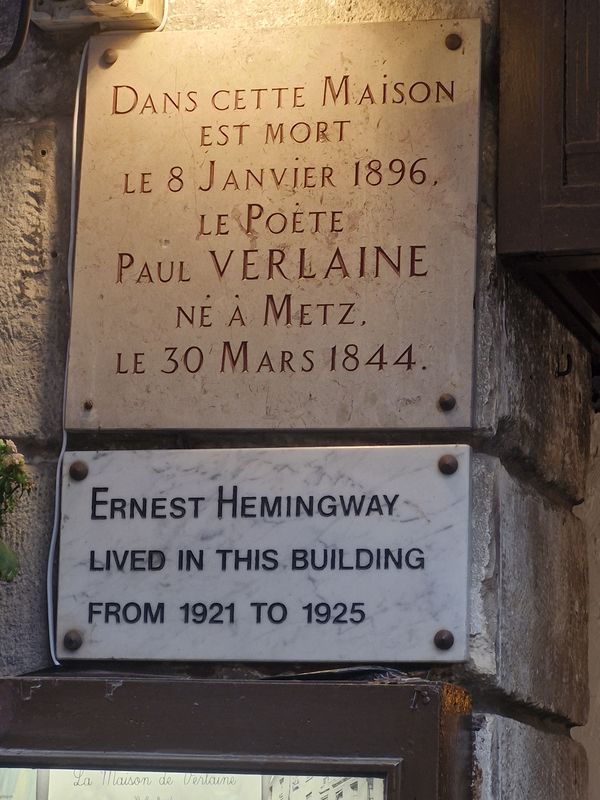 DANS CETTE MAISON
EST MORT
LE 8 JANVIER 1896,
LE POÈTE
PAUL VERLAINE
NÉ À METZ,
LE 30 MARS 1844.
ERNEST HEMINGWAY
LIVED IN THIS BUILDING
FROM 1921 TO 1925
La Maison de Verlaine